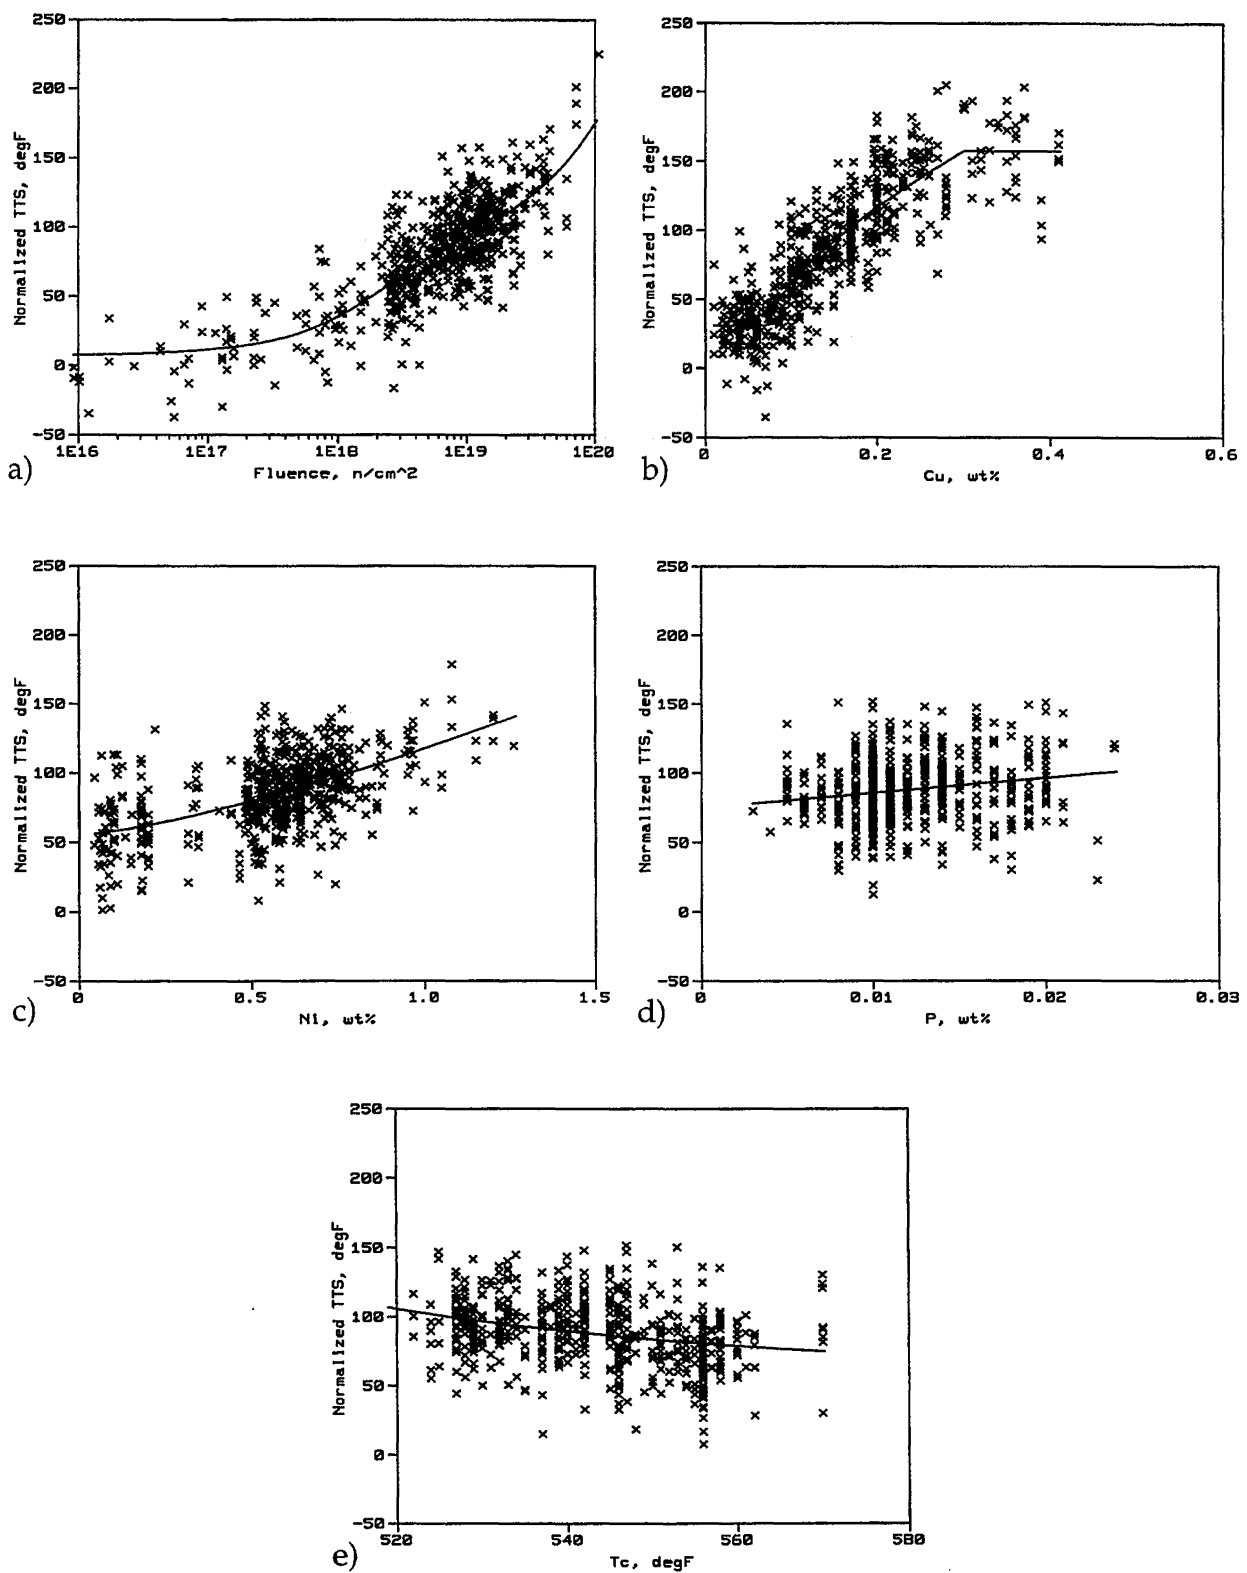 250
200
150
100
50
0
-50
Normalized TTS, degF
1E16 1E17 1E18 1E19 1E20
Fluence, n/cm^2
a)
250
200
150
100
50
0
-50
Normalized TTS, degF
0 0.2 0.4 0.6
Cu, wt%
b)
250
200
150
100
50
0
-50
Normalized TTS, degF
0 0.5 1.0 1.5
Ni, wt%
c)
250
200
150
100
50
0
-50
Normalized TTS, degF
0 0.01 0.02 0.03
P, wt%
d)
250
200
150
100
50
0
-50
Normalized TTS, degF
520 540 560 580
Tc, degF
e)